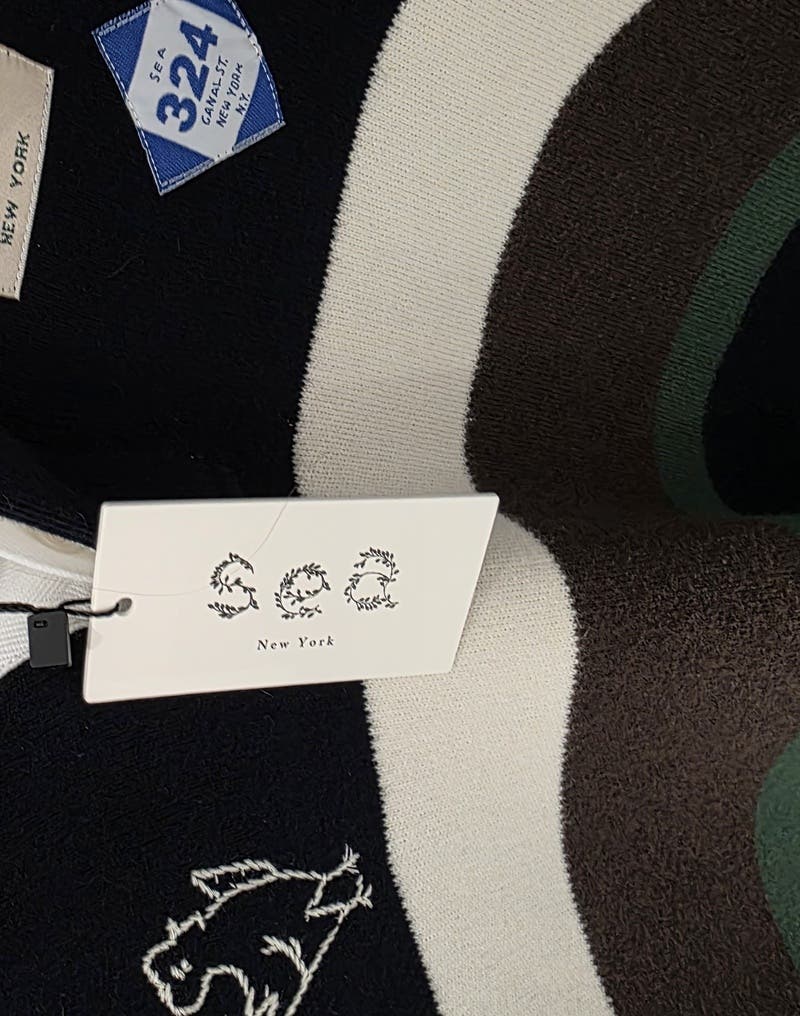 SEA
324
CANAL ST.
NEW YORK
N.Y.
NEW YORK
sea
New York